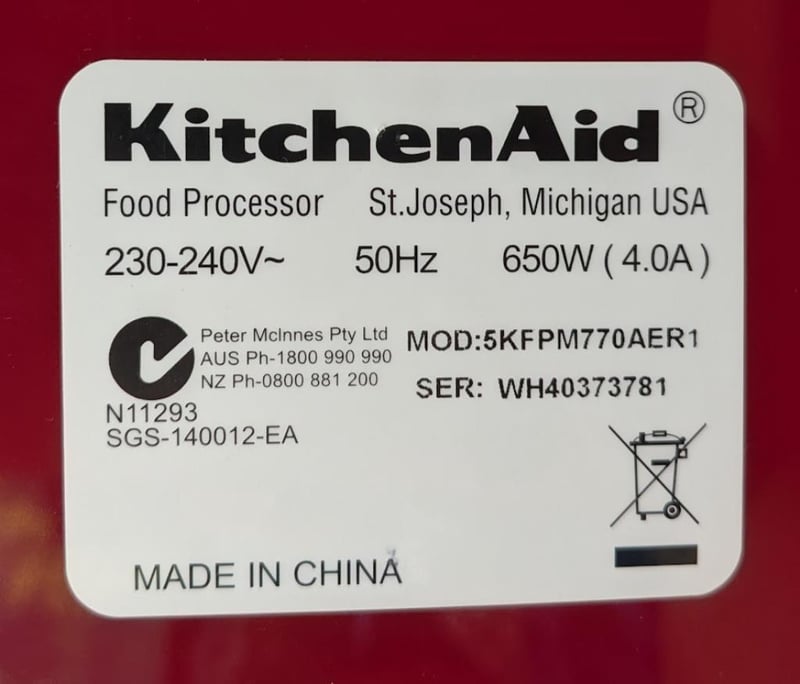 KitchenAid®
Food Processor St.Joseph, Michigan USA
230-240V~ 50Hz 650W ( 4.0A )
Peter McInnes Pty Ltd
AUS Ph-1800 990 990
NZ Ph-0800 881 200
N11293
SGS-140012-EA
MOD:5KFPM770AER1
SER: WH40373781
MADE IN CHINA